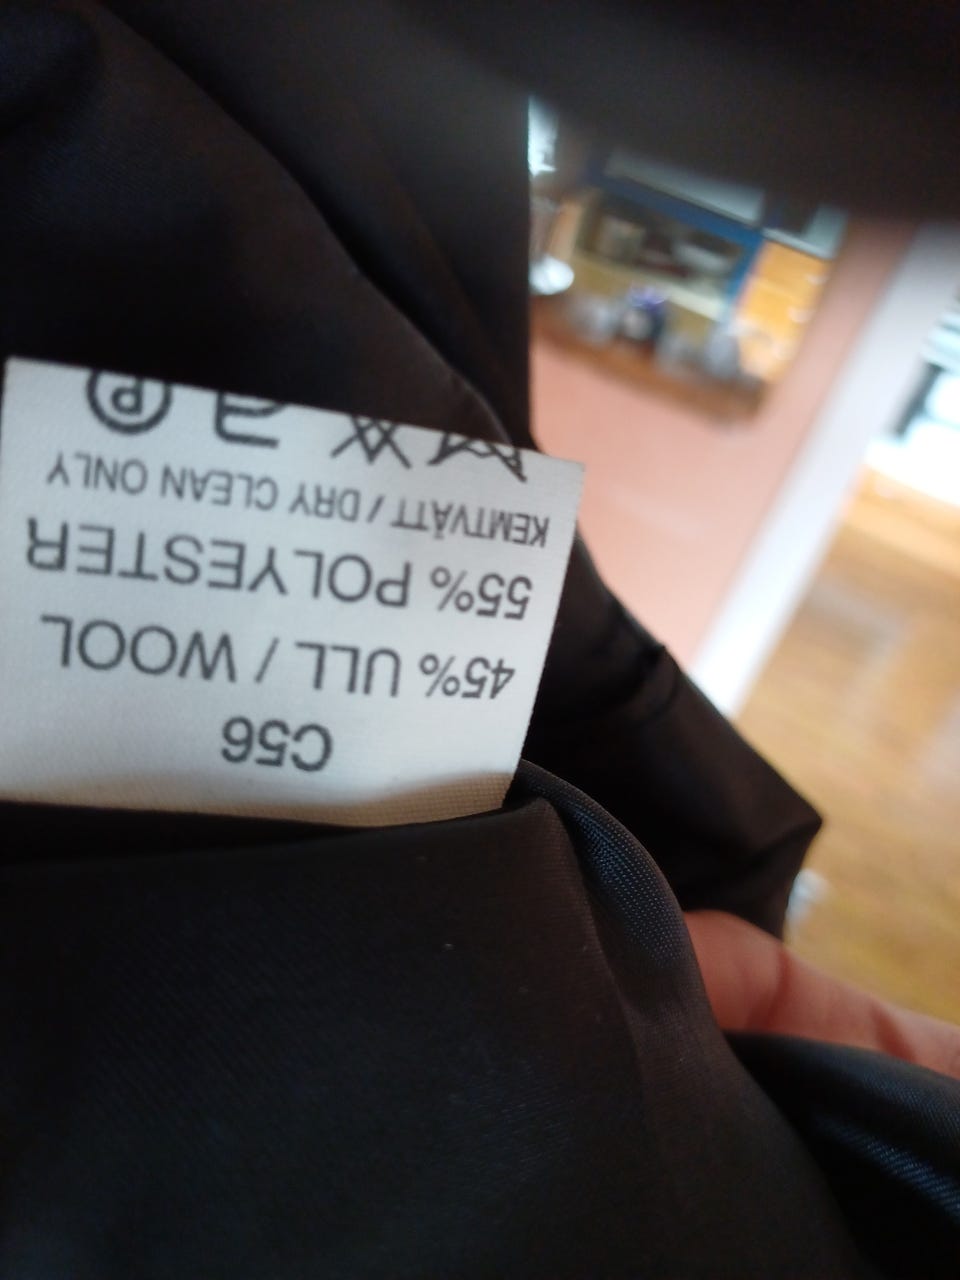 C56
45% ULL / WOOL
55% POLYESTER
KEMTVÄTT / DRY CLEAN ONLY
P